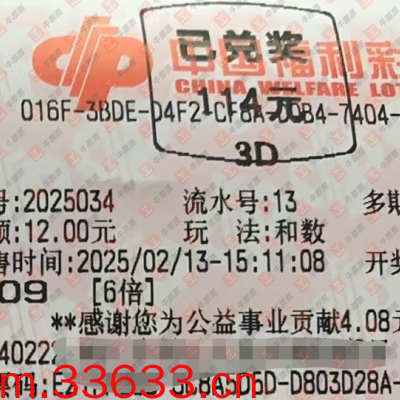 中国福利彩
CHINA WELFARE LOT
已兑奖
114元
3D
016F-3BDE-D4F2-CF8A-
B4-7404-
号:2025034 流水号:13 多期
额:12.00元 玩 法:和数
售时间:2025/02/13-15:11:08 开奖
09 [6倍]
**感谢您为公益事业贡献4.08元
40222
m.33633.cn
D-D803D28A-